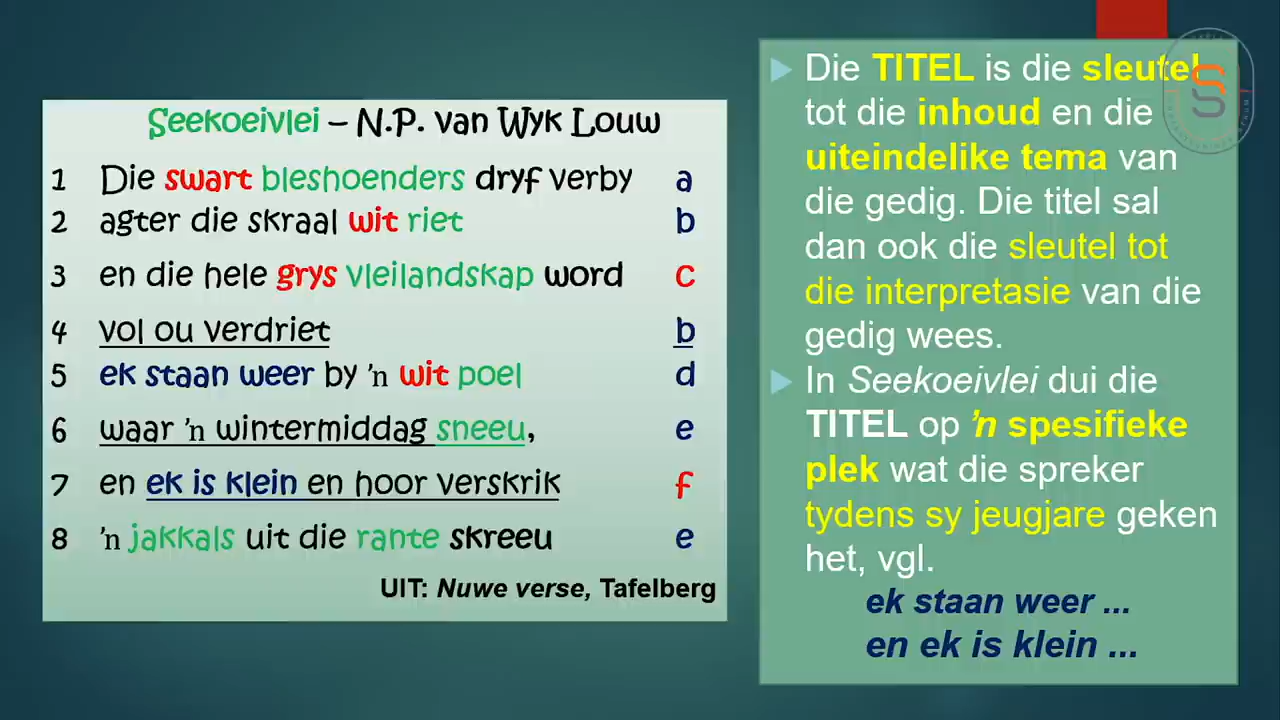 Seekoeivlei – N.P. van Wyk Louw
1 Die swart bleshoenders dryf verby a
2 agter die skraal wit riet b
3 en die hele grys vleilandskap word c
4 vol ou verdriet b
5 ek staan weer by ’n wit poel d
6 waar ’n wintermiddag sneeu, e
7 en ek is klein en hoor verskrik f
8 ’n jakkals uit die rante skreeu e
UIT: Nuwe verse, Tafelberg
Die TITEL is die sleutel
tot die inhoud en die
uiteindelike tema van
die gedig. Die titel sal
dan ook die sleutel tot
die interpretasie van die
gedig wees.
In Seekoeivlei dui die
TITEL op ’n spesifieke
plek wat die spreker
tydens sy jeugjare geken
het, vgl.
ek staan weer ...
en ek is klein ...